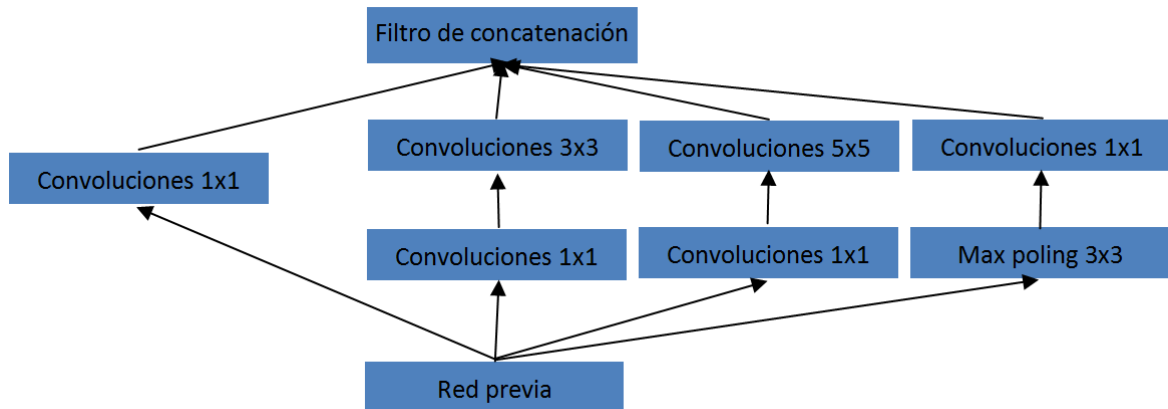 Filtro de concatenación
Convoluciones 3x3
Convoluciones 5x5
Convoluciones 1x1
Convoluciones 1x1
Convoluciones 1x1
Convoluciones 1x1
Max poling 3x3
Red previa